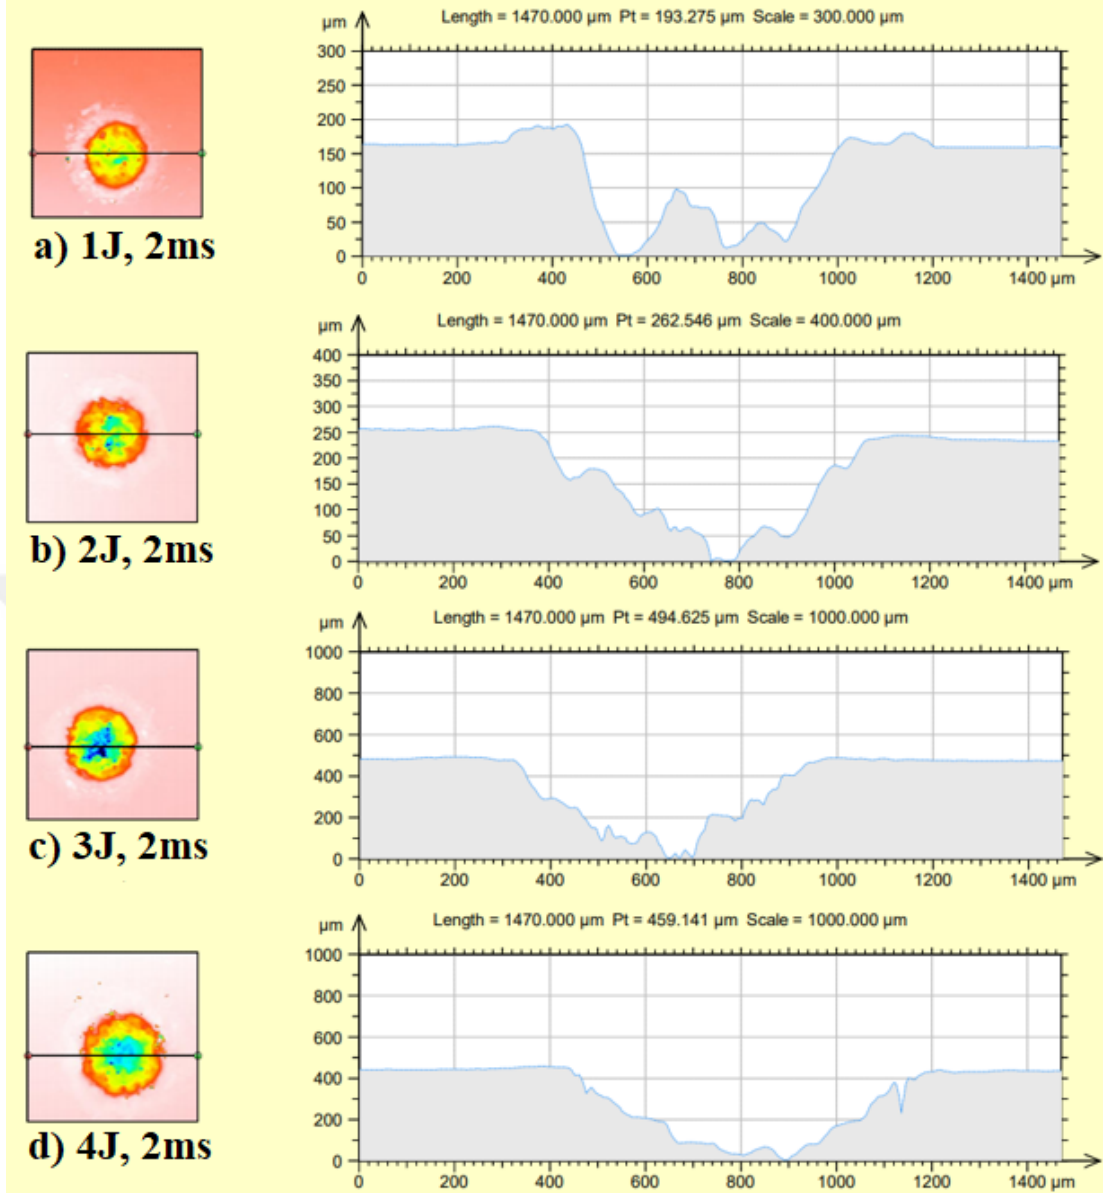 Length = 1470.000 µm Pt = 193.275 µm Scale = 300.000 µm
µm
300
250
200
150
100
50
0
0 200 400 600 800 1000 1200 1400 µm
a) 1J, 2ms
Length = 1470.000 µm Pt = 262.546 µm Scale = 400.000 µm
µm
400
350
300
250
200
150
100
50
0
0 200 400 600 800 1000 1200 1400 µm
b) 2J, 2ms
Length = 1470.000 µm Pt = 494.625 µm Scale = 1000.000 µm
µm
1000
800
600
400
200
0
0 200 400 600 800 1000 1200 1400 µm
c) 3J, 2ms
Length = 1470.000 µm Pt = 459.141 µm Scale = 1000.000 µm
µm
1000
800
600
400
200
0
0 200 400 600 800 1000 1200 1400 µm
d) 4J, 2ms